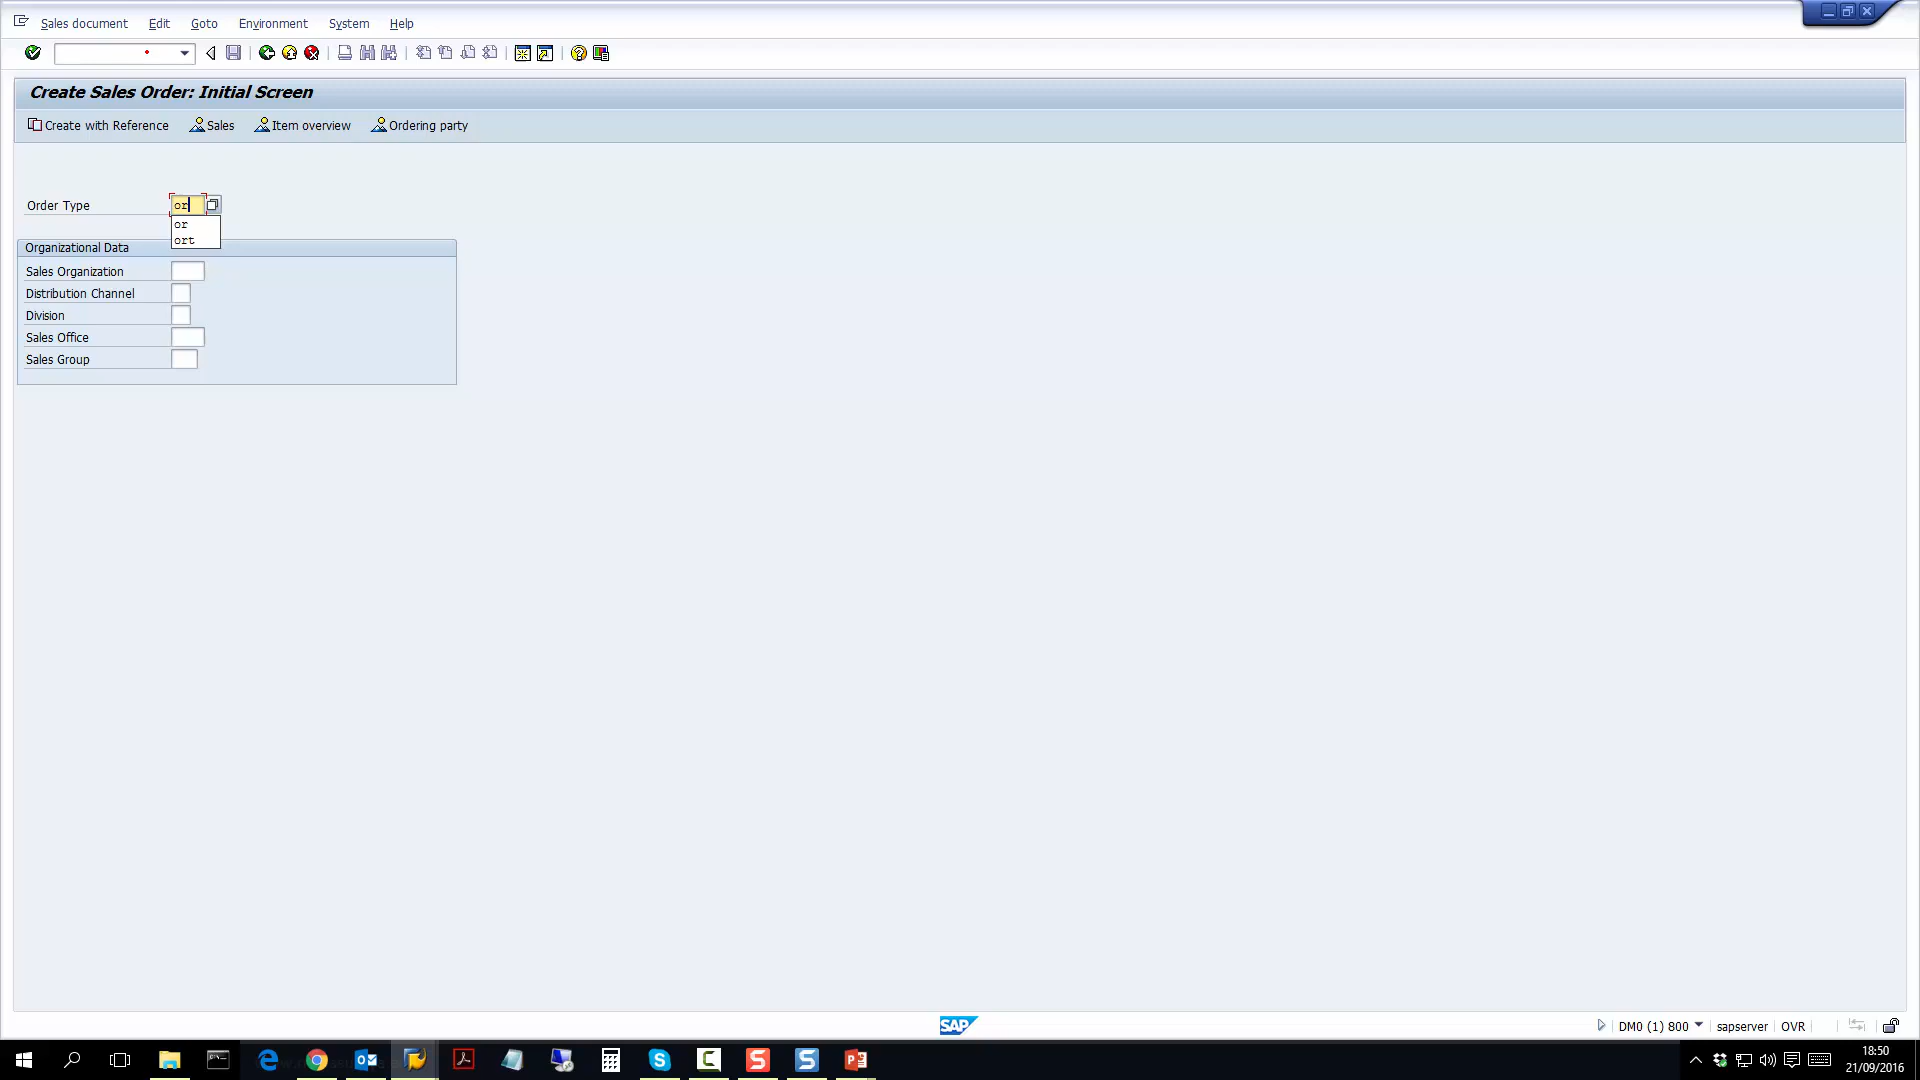 Sales document Edit Goto Environment System Help
Create Sales Order: Initial Screen
Create with Reference Sales Item overview Ordering party
Order Type or
or
ort
Organizational Data
Sales Organization
Distribution Channel
Division
Sales Office
Sales Group
SAP
DM0 (1) 800 sapserver OVR
18:50
21/09/2016